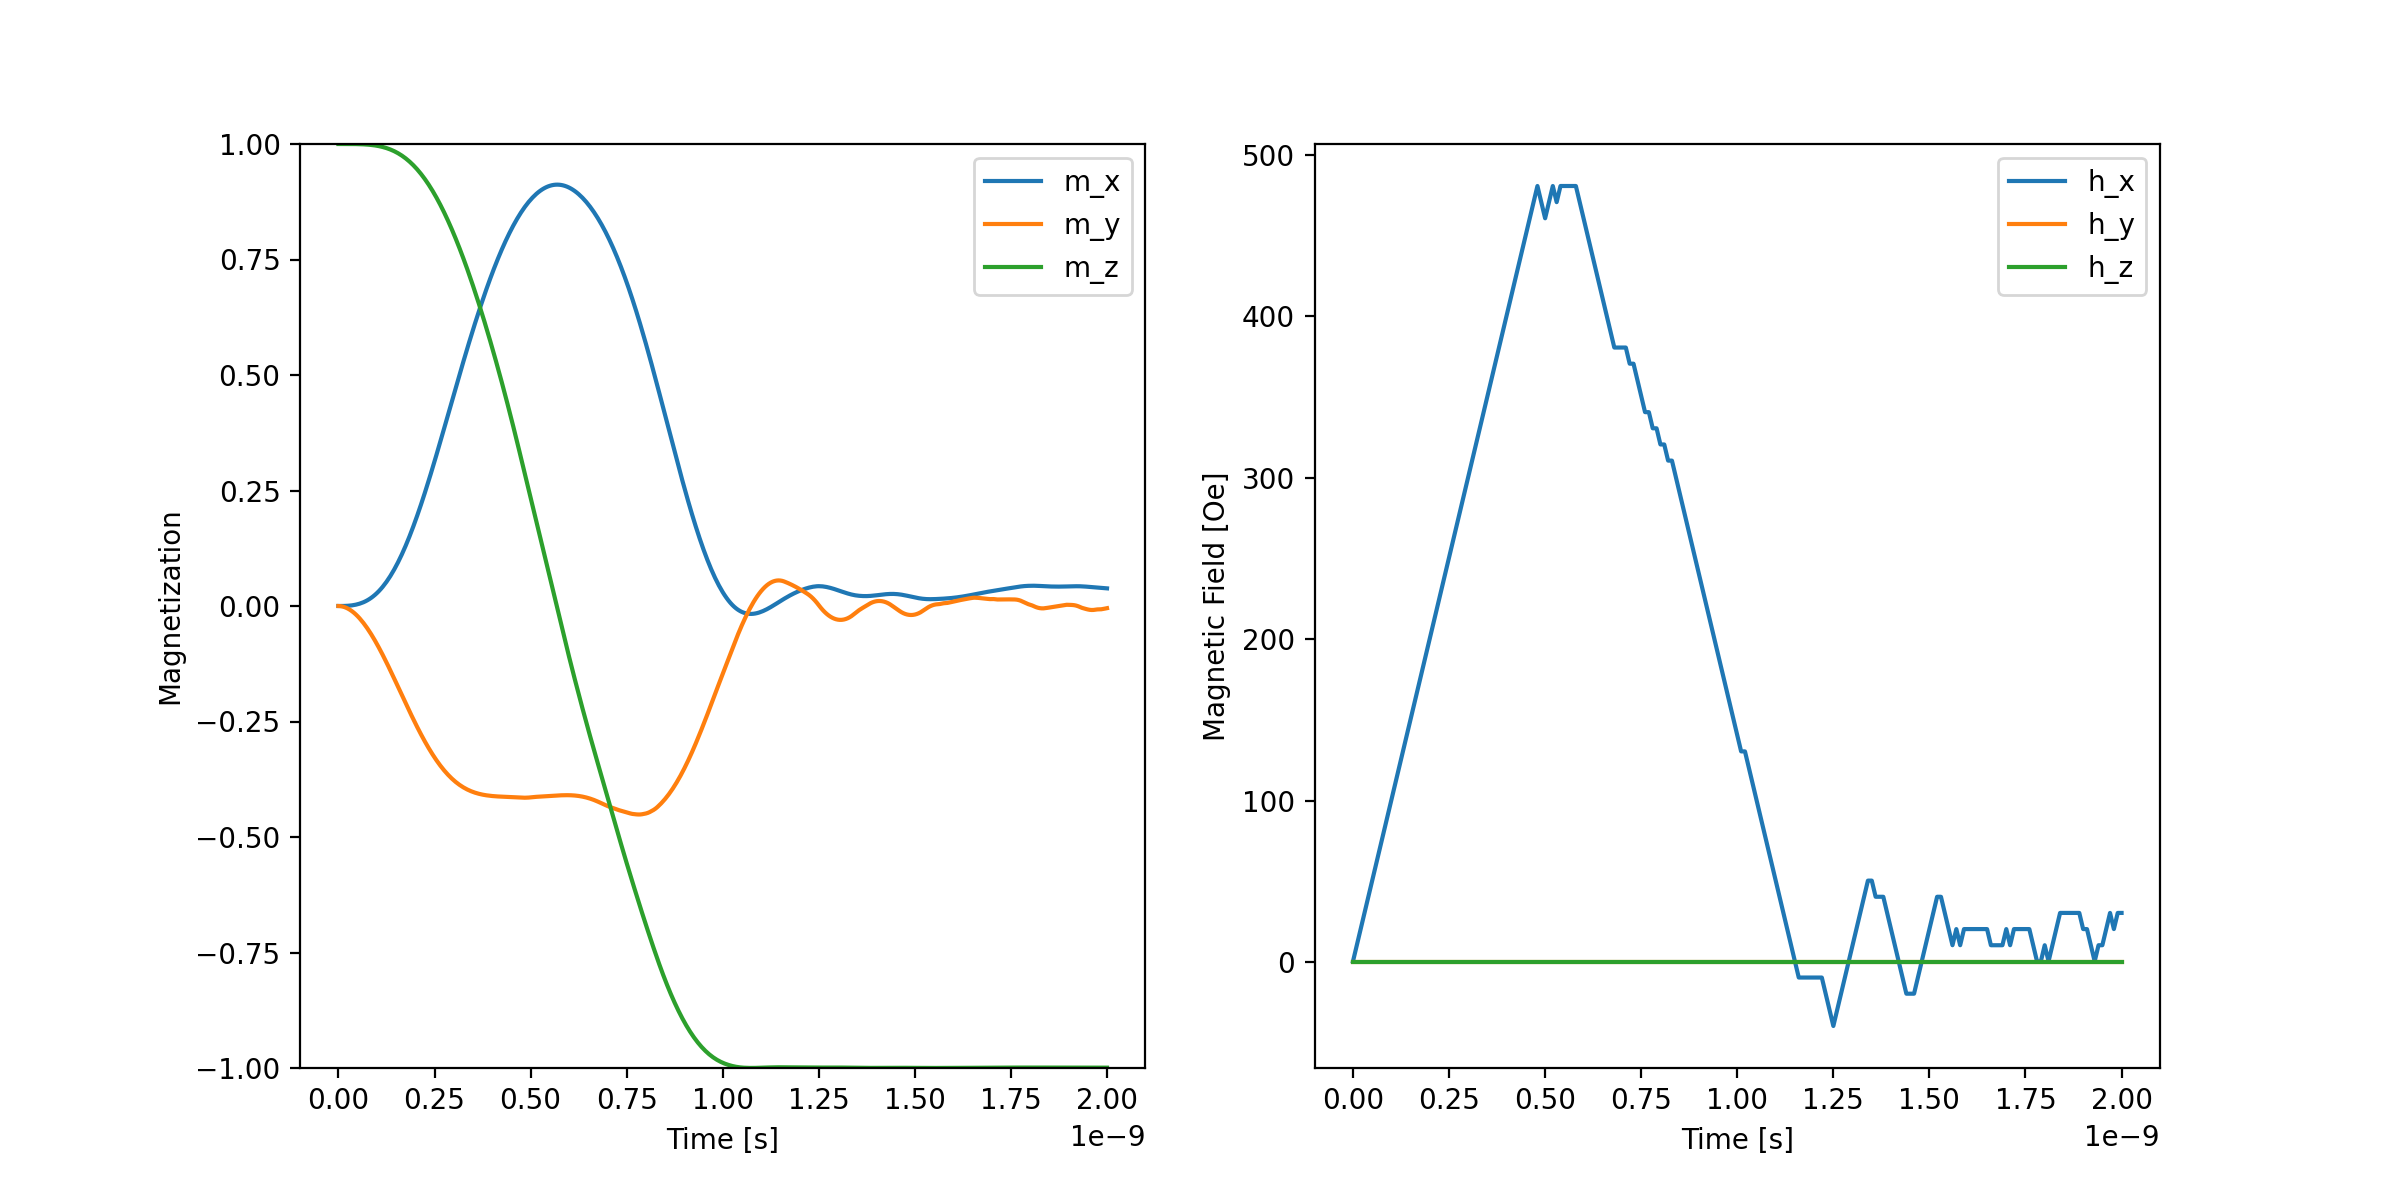 1.00
0.75
0.50
0.25
0.00
−0.25
−0.50
−0.75
−1.00
Magnetization
m_x
m_y
m_z
0.00 0.25 0.50 0.75 1.00 1.25 1.50 1.75 2.00
1e−9
Time [s]
500
400
300
200
100
0
Magnetic Field [Oe]
h_x
h_y
h_z
0.00 0.25 0.50 0.75 1.00 1.25 1.50 1.75 2.00
1e−9
Time [s]